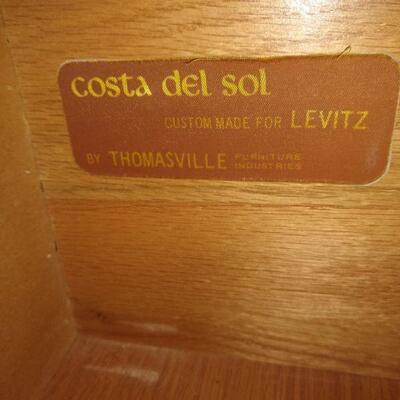 costa del sol
CUSTOM MADE FOR LEVITZ
BY THOMASVILLE FURNITURE INDUSTRIES